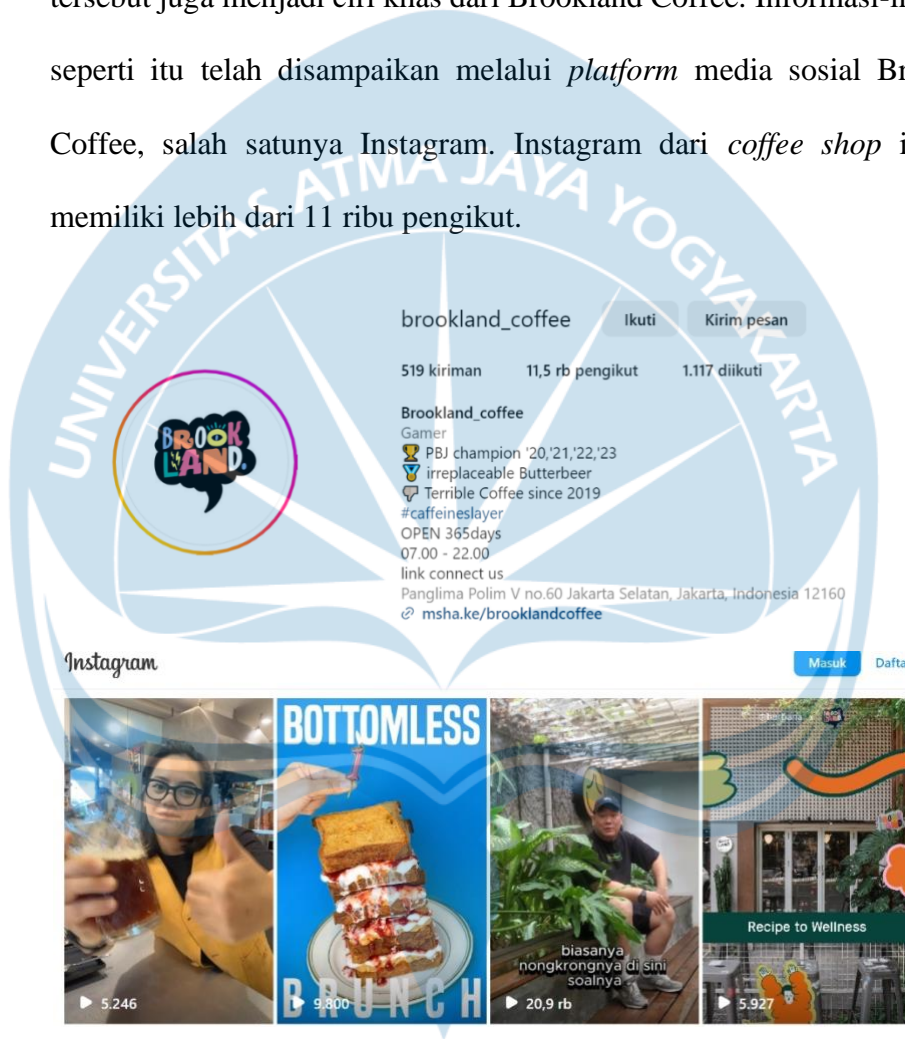 tersebut juga menjadi ciri khas dari Brookland Coffee. Informasi-in
seperti itu telah disampaikan melalui platform media sosial Br
Coffee, salah satunya Instagram. Instagram dari coffee shop i
memiliki lebih dari 11 ribu pengikut.
UNIVERSITAS ATMA JAYA YOGYAKARTA
brookland_coffee Ikuti Kirim pesan
519 kiriman 11,5 rb pengikut 1.117 diikuti
BROOK
LAND.
Brookland_coffee
Gamer
🏆 PBJ champion '20,'21,'22,'23
🏅 irreplaceable Butterbeer
👎 Terrible Coffee since 2019
#caffeineslayer
OPEN 365days
07.00 - 22.00
link connect us
Panglima Polim V no.60 Jakarta Selatan, Jakarta, Indonesia 12160
msha.ke/brooklandcoffee
Instagram Masuk Dafta
5.246
BOTTOMLESS
BRUNCH
9.800
biasanya
nongkrongnya di sini
soalnya
20,9 rb
Recipe to Wellness
5.927